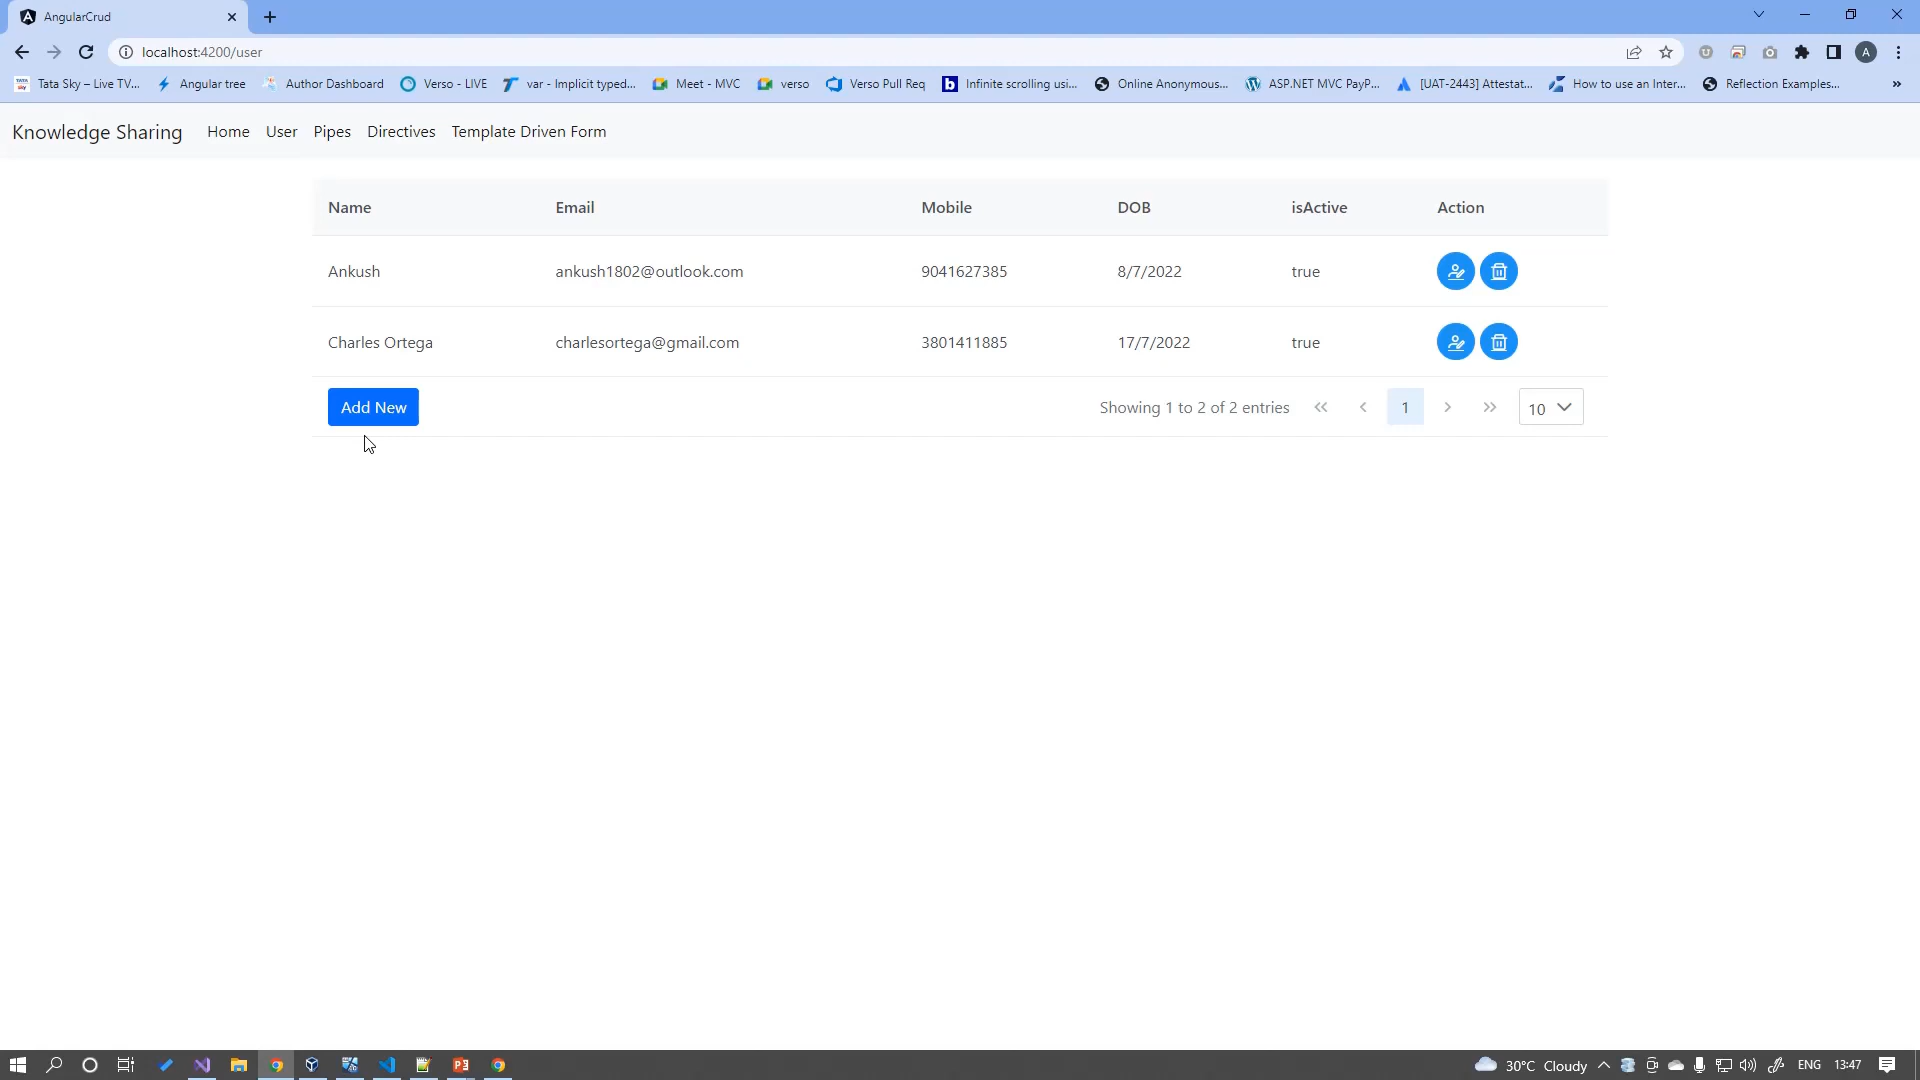 AngularCrud
localhost:4200/user
Tata Sky – Live TV... Angular tree Author Dashboard Verso - LIVE var - Implicit typed... Meet - MVC verso Verso Pull Req Infinite scrolling usi... Online Anonymous... ASP.NET MVC PayP... [UAT-2443] Attestat... How to use an Inter... Reflection Examples... »
Knowledge Sharing Home User Pipes Directives Template Driven Form
Name Email Mobile DOB isActive Action
Ankush ankush1802@outlook.com 9041627385 8/7/2022 true
Charles Ortega charlesortega@gmail.com 3801411885 17/7/2022 true
Add New Showing 1 to 2 of 2 entries 1 10
30°C Cloudy ENG 13:47